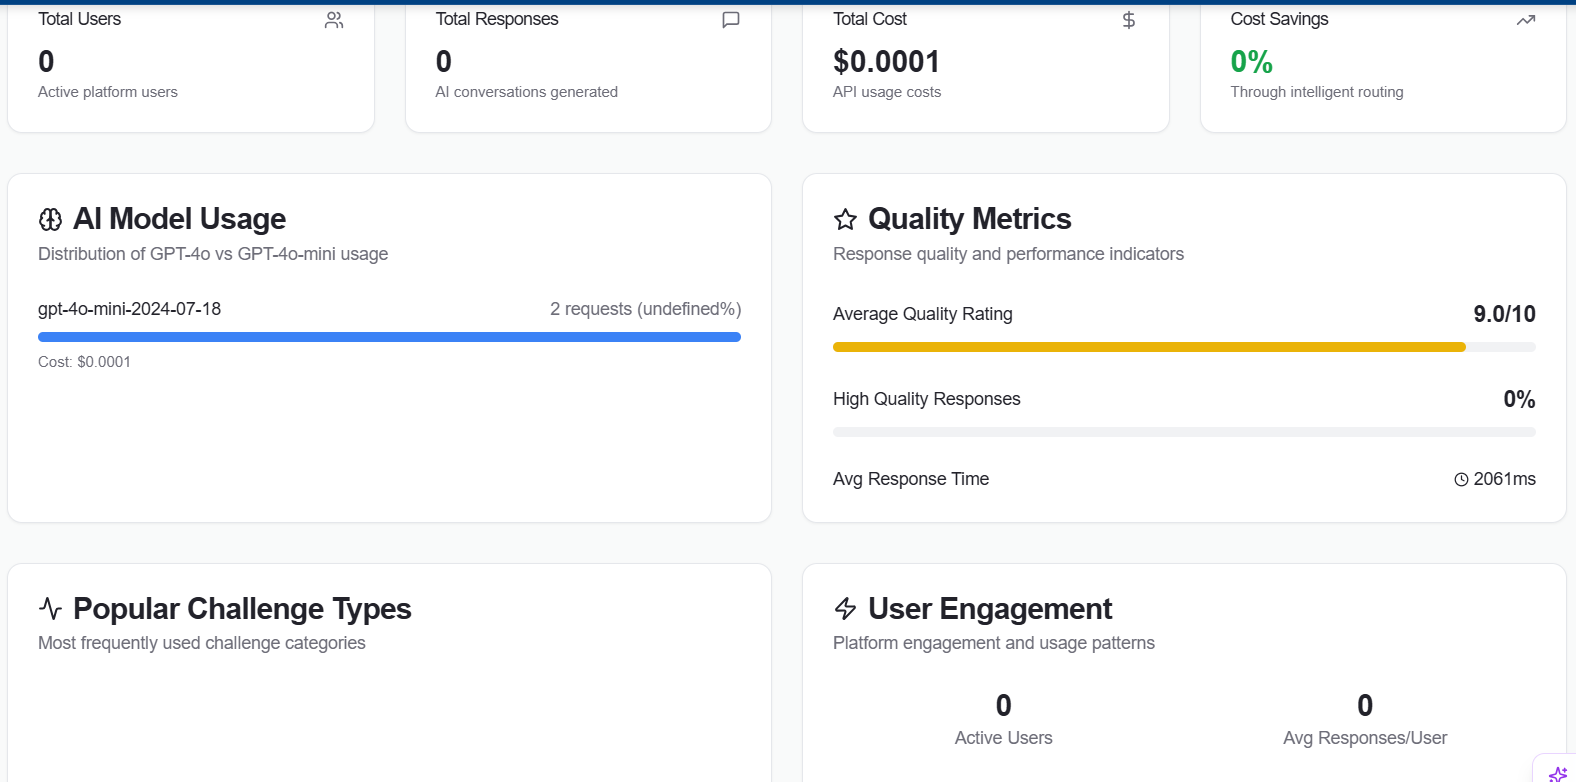 Total Users
0
Active platform users
Total Responses
0
AI conversations generated
Total Cost
$0.0001
API usage costs
Cost Savings
0%
Through intelligent routing
AI Model Usage
Distribution of GPT-4o vs GPT-4o-mini usage
gpt-4o-mini-2024-07-18 2 requests (undefined%)
Cost: $0.0001
Quality Metrics
Response quality and performance indicators
Average Quality Rating 9.0/10
High Quality Responses 0%
Avg Response Time 2061ms
Popular Challenge Types
Most frequently used challenge categories
User Engagement
Platform engagement and usage patterns
0
Active Users
0
Avg Responses/User